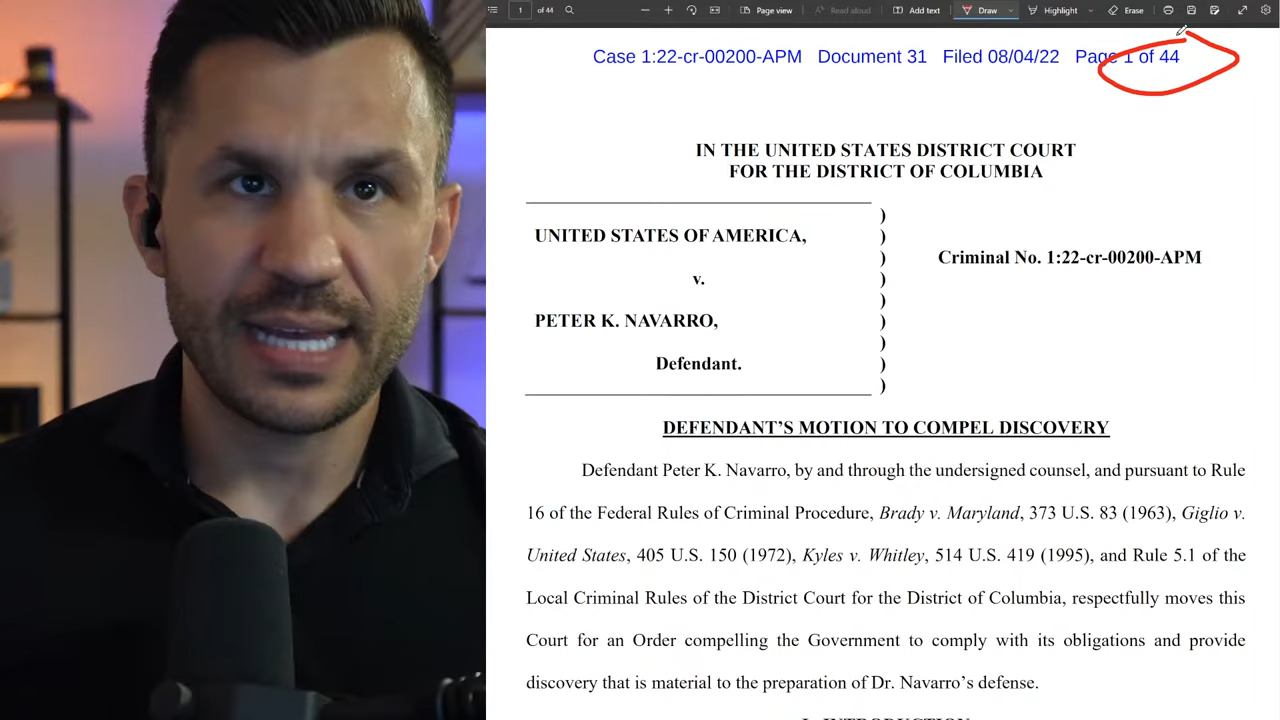 1 of 44 Page view Read aloud Add text Draw Highlight Erase
Case 1:22-cr-00200-APM Document 31 Filed 08/04/22 Page 1 of 44
IN THE UNITED STATES DISTRICT COURT
FOR THE DISTRICT OF COLUMBIA
UNITED STATES OF AMERICA,
v.
PETER K. NAVARRO,
Defendant.
)
)
)
)
)
)
)
)
)
Criminal No. 1:22-cr-00200-APM
DEFENDANT'S MOTION TO COMPEL DISCOVERY
Defendant Peter K. Navarro, by and through the undersigned counsel, and pursuant to Rule
16 of the Federal Rules of Criminal Procedure, Brady v. Maryland, 373 U.S. 83 (1963), Giglio v.
United States, 405 U.S. 150 (1972), Kyles v. Whitley, 514 U.S. 419 (1995), and Rule 5.1 of the
Local Criminal Rules of the District Court for the District of Columbia, respectfully moves this
Court for an Order compelling the Government to comply with its obligations and provide
discovery that is material to the preparation of Dr. Navarro's defense.
I. INTRODUCTION